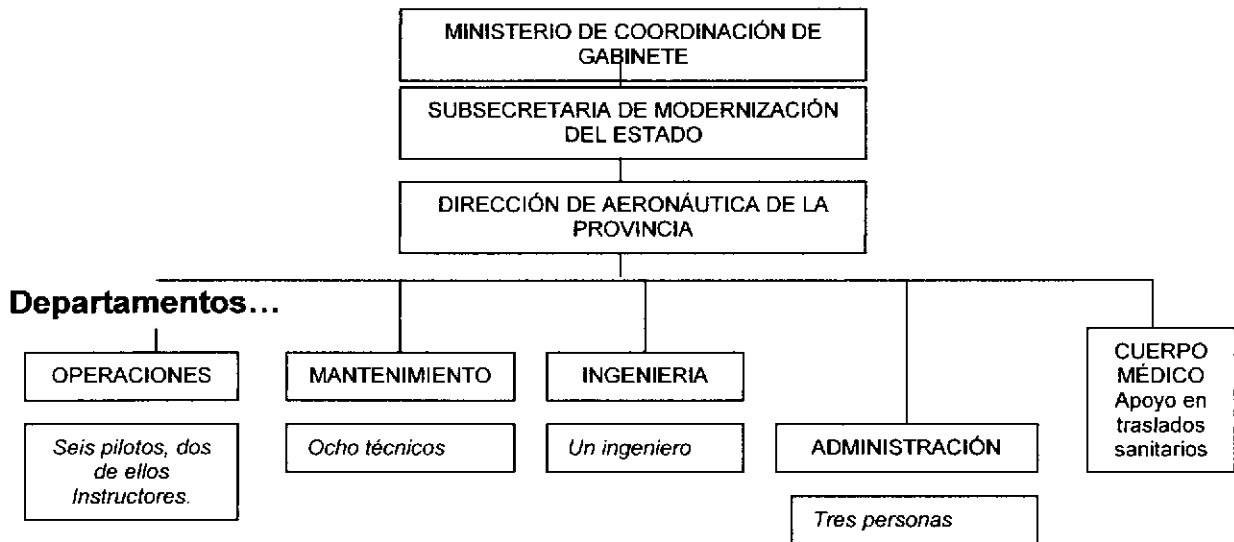 MINISTERIO DE COORDINACIÓN DE
GABINETE
SUBSECRETARIA DE MODERNIZACIÓN
DEL ESTADO
DIRECCIÓN DE AERONÁUTICA DE LA
PROVINCIA
Departamentos...
OPERACIONES
Seis pilotos, dos
de ellos
Instructores.
MANTENIMIENTO
Ocho técnicos
INGENIERIA
Un ingeniero
ADMINISTRACIÓN
Tres personas
CUERPO
MÉDICO
Apoyo en
traslados
sanitarios